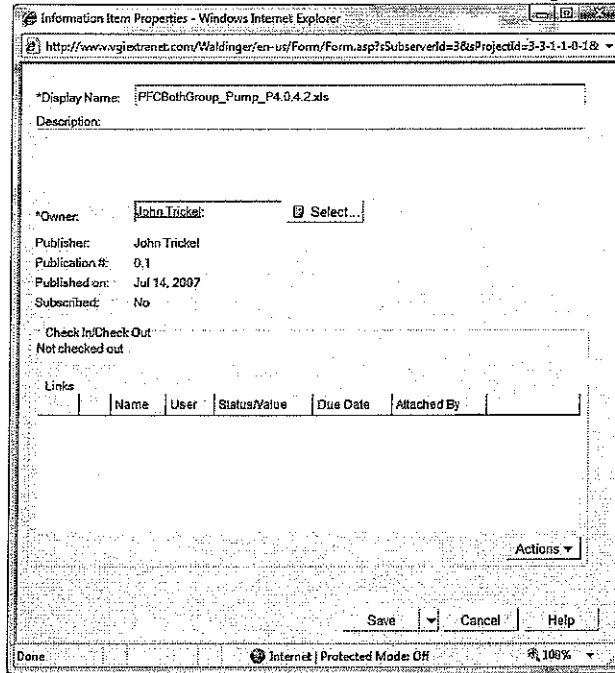 Information Item Properties - Windows Internet Explorer
http://www.vgiextranet.com/Waldinger/en-us/Form/Form.asp?sSubserverId=3&sProjectId=3-3-1-1-0-1&
*Display Name: PFCBothGroup_Pump_P4.0.4.2.xls
Description:
*Owner: John Trickel; Select...
Publisher: John Trickel
Publication #: 0.1
Published on: Jul 14, 2007
Subscribed: No
Check In/Check Out
Not checked out
Links
Name User Status/Value Due Date Attached By
Actions
Save Cancel Help
Done Internet | Protected Mode: Off 100%